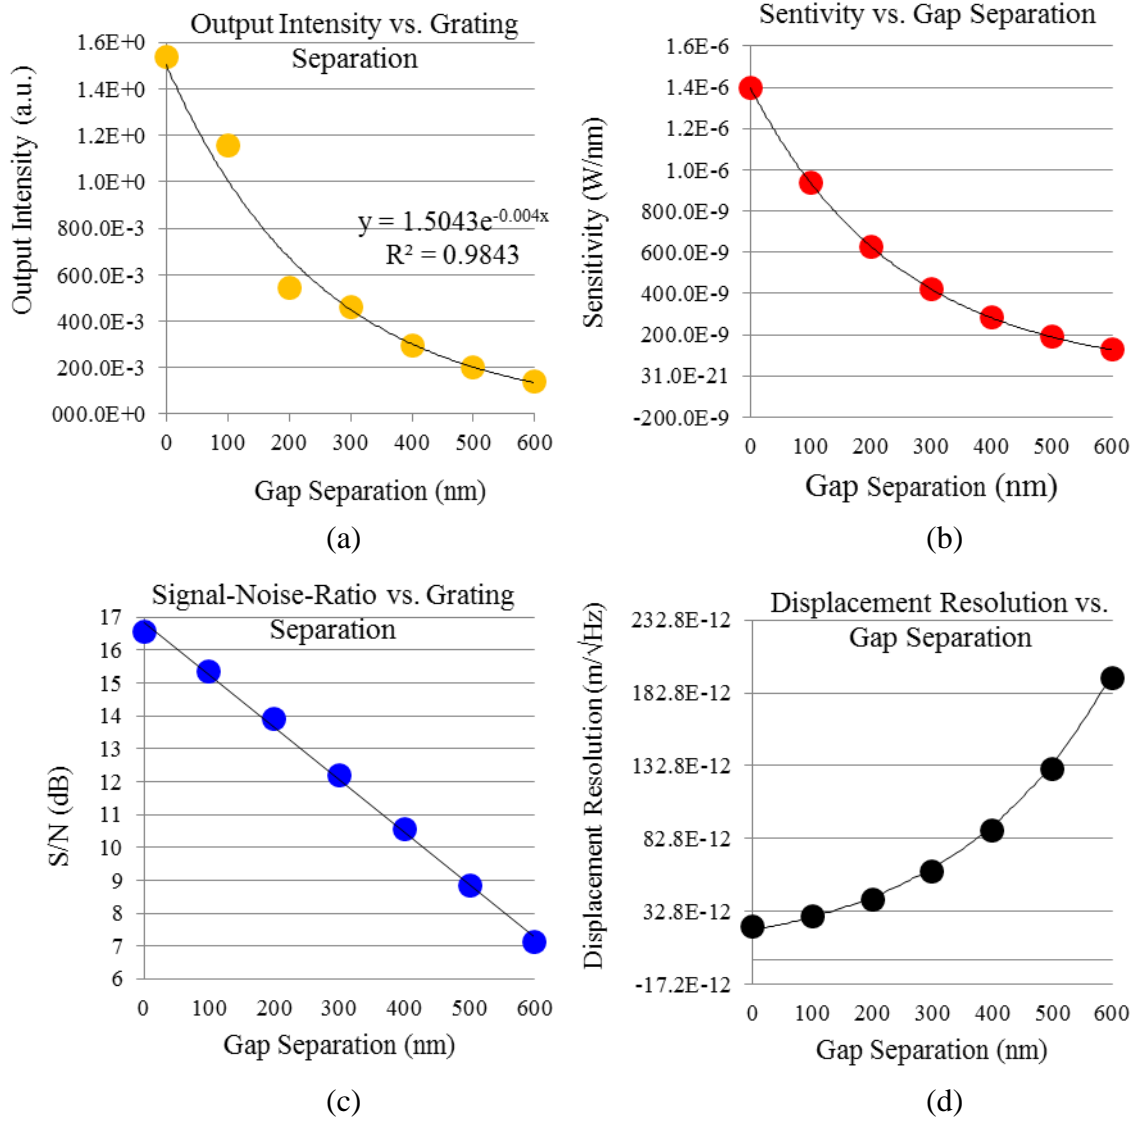 Output Intensity vs. Grating
Separation
Output Intensity (a.u.)
1.6E+0
1.4E+0
1.2E+0
1.0E+0
800.0E-3
600.0E-3
400.0E-3
200.0E-3
000.0E+0
y = 1.5043e^-0.004x
R² = 0.9843
0 100 200 300 400 500 600
Gap Separation (nm)
(a)
Sentivity vs. Gap Separation
Sensitivity (W/nm)
1.6E-6
1.4E-6
1.2E-6
1.0E-6
800.0E-9
600.0E-9
400.0E-9
200.0E-9
31.0E-21
-200.0E-9
0 100 200 300 400 500 600
Gap Separation (nm)
(b)
Signal-Noise-Ratio vs. Grating
Separation
S/N (dB)
17
16
15
14
13
12
11
10
9
8
7
6
0 100 200 300 400 500 600
Gap Separation (nm)
(c)
Displacement Resolution vs.
Gap Separation
Displacement Resolution (m/√Hz)
232.8E-12
182.8E-12
132.8E-12
82.8E-12
32.8E-12
-17.2E-12
0 100 200 300 400 500 600
Gap Separation (nm)
(d)